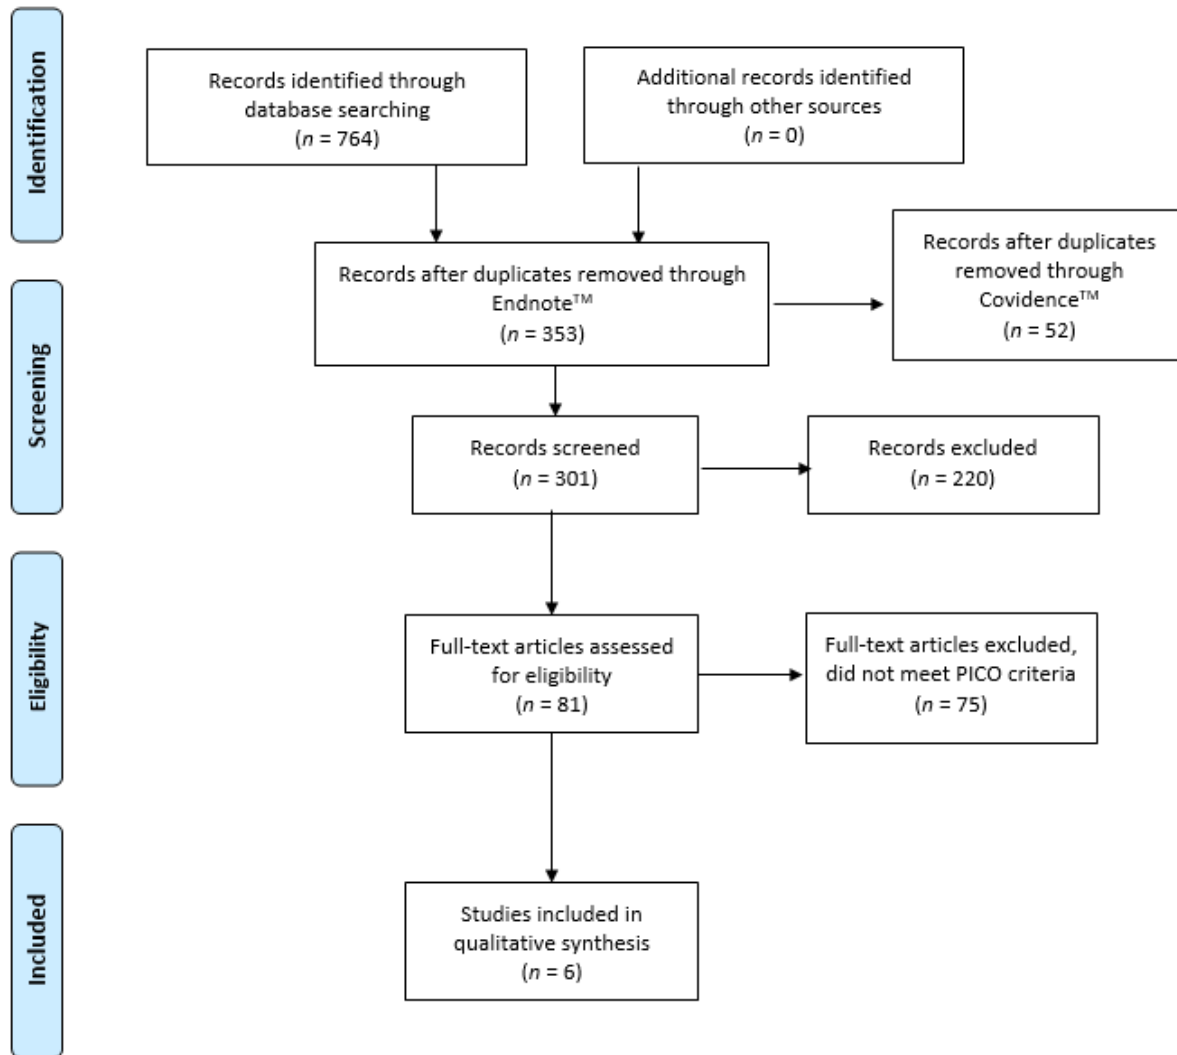 Identification
Records identified through
database searching
(n = 764)
Additional records identified
through other sources
(n = 0)
Records after duplicates removed through
Endnote™
(n = 353)
Records after duplicates
removed through
Covidence™
(n = 52)
Screening
Records screened
(n = 301)
Records excluded
(n = 220)
Eligibility
Full-text articles assessed
for eligibility
(n = 81)
Full-text articles excluded,
did not meet PICO criteria
(n = 75)
Included
Studies included in
qualitative synthesis
(n = 6)